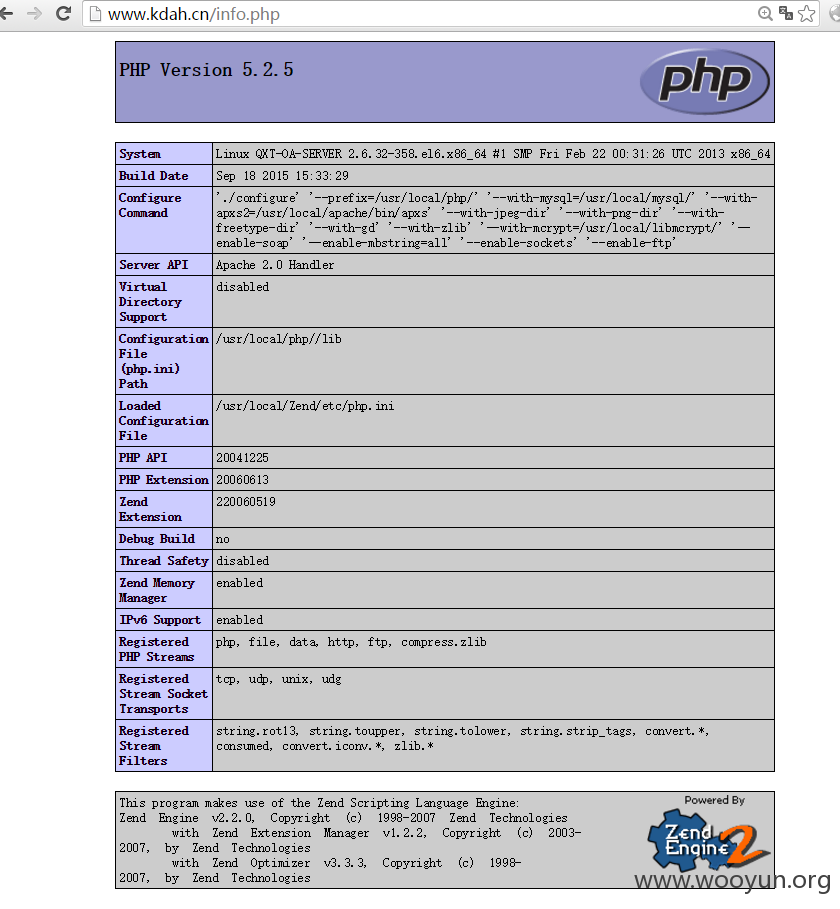 www.kdah.cn/info.php
PHP Version 5.2.5
php
System
Linux QXT-OA-SERVER 2.6.32-358.el6.x86_64 #1 SMP Fri Feb 22 00:31:26 UTC 2013 x86_64
Build Date
Sep 18 2015 15:33:29
Configure
Command
'./configure' '--prefix=/usr/local/php/' '--with-mysql=/usr/local/mysql/' '--with-
apxs2=/usr/local/apache/bin/apxs' '--with-jpeg-dir' '--with-png-dir' '--with-
freetype-dir' '--with-gd' '--with-zlib' '--with-mcrypt=/usr/local/libmcrypt/' '--
enable-soap' '--enable-mbstring=all' '--enable-sockets' '--enable-ftp'
Server API
Apache 2.0 Handler
Virtual
Directory
Support
disabled
Configuration
File
(php.ini)
Path
/usr/local/php//lib
Loaded
Configuration
File
/usr/local/Zend/etc/php.ini
PHP API
20041225
PHP Extension
20060613
Zend
Extension
220060519
Debug Build
no
Thread Safety
disabled
Zend Memory
Manager
enabled
IPv6 Support
enabled
Registered
PHP Streams
php, file, data, http, ftp, compress.zlib
Registered
Stream Socket
Transports
tcp, udp, unix, udg
Registered
Stream
Filters
string.rot13, string.toupper, string.tolower, string.strip_tags, convert.*,
consumed, convert.iconv.*, zlib.*
This program makes use of the Zend Scripting Language Engine:
Zend Engine v2.2.0, Copyright (c) 1998-2007 Zend Technologies
with Zend Extension Manager v1.2.2, Copyright (c) 2003-
2007, by Zend Technologies
with Zend Optimizer v3.3.3, Copyright (c) 1998-
2007, by Zend Technologies
Powered By
Zend
Engine 2
www.wooyun.org